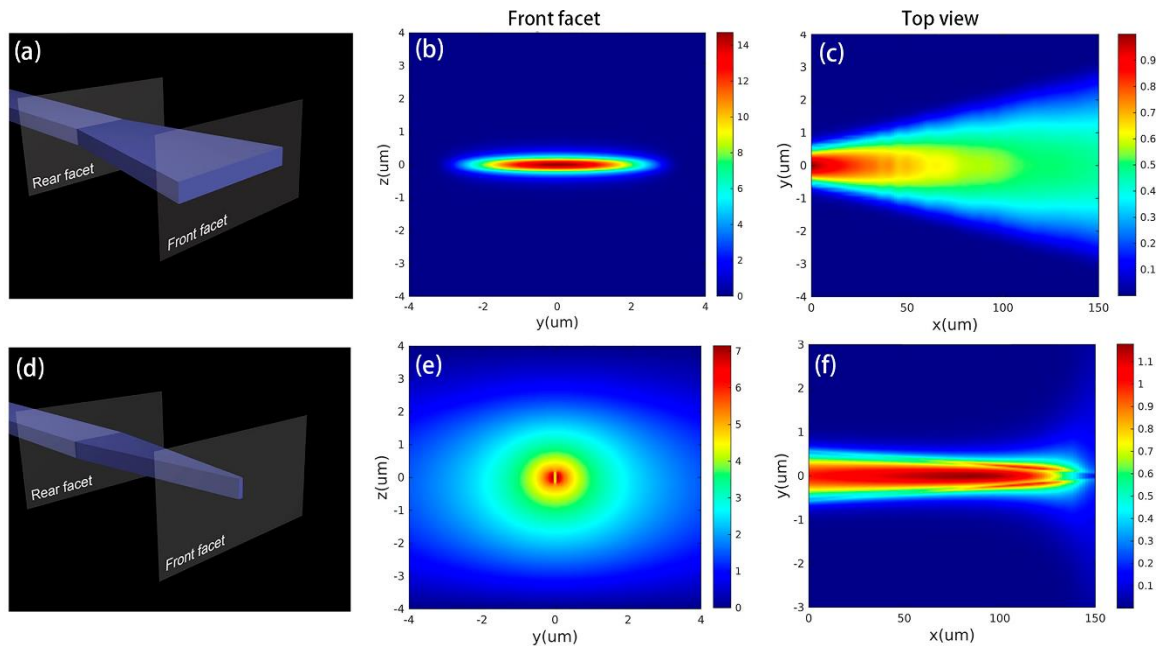 Front facet
Top view
(a)
Rear facet
Front facet
(b)
4
3
2
1
0
-1
-2
-3
-4
z(um)
-4 -2 0 2 4
y(um)
14
12
10
8
6
4
2
0
(c)
4
3
2
1
0
-1
-2
-3
-4
y(um)
0 50 100 150
x(um)
0.9
0.8
0.7
0.6
0.5
0.4
0.3
0.2
0.1
(d)
Rear facet
Front facet
(e)
4
3
2
1
0
-1
-2
-3
-4
z(um)
-4 -2 0 2 4
y(um)
7
6
5
4
3
2
1
0
(f)
3
2
1
0
-1
-2
-3
y(um)
0 50 100 150
x(um)
1.1
1
0.9
0.8
0.7
0.6
0.5
0.4
0.3
0.2
0.1